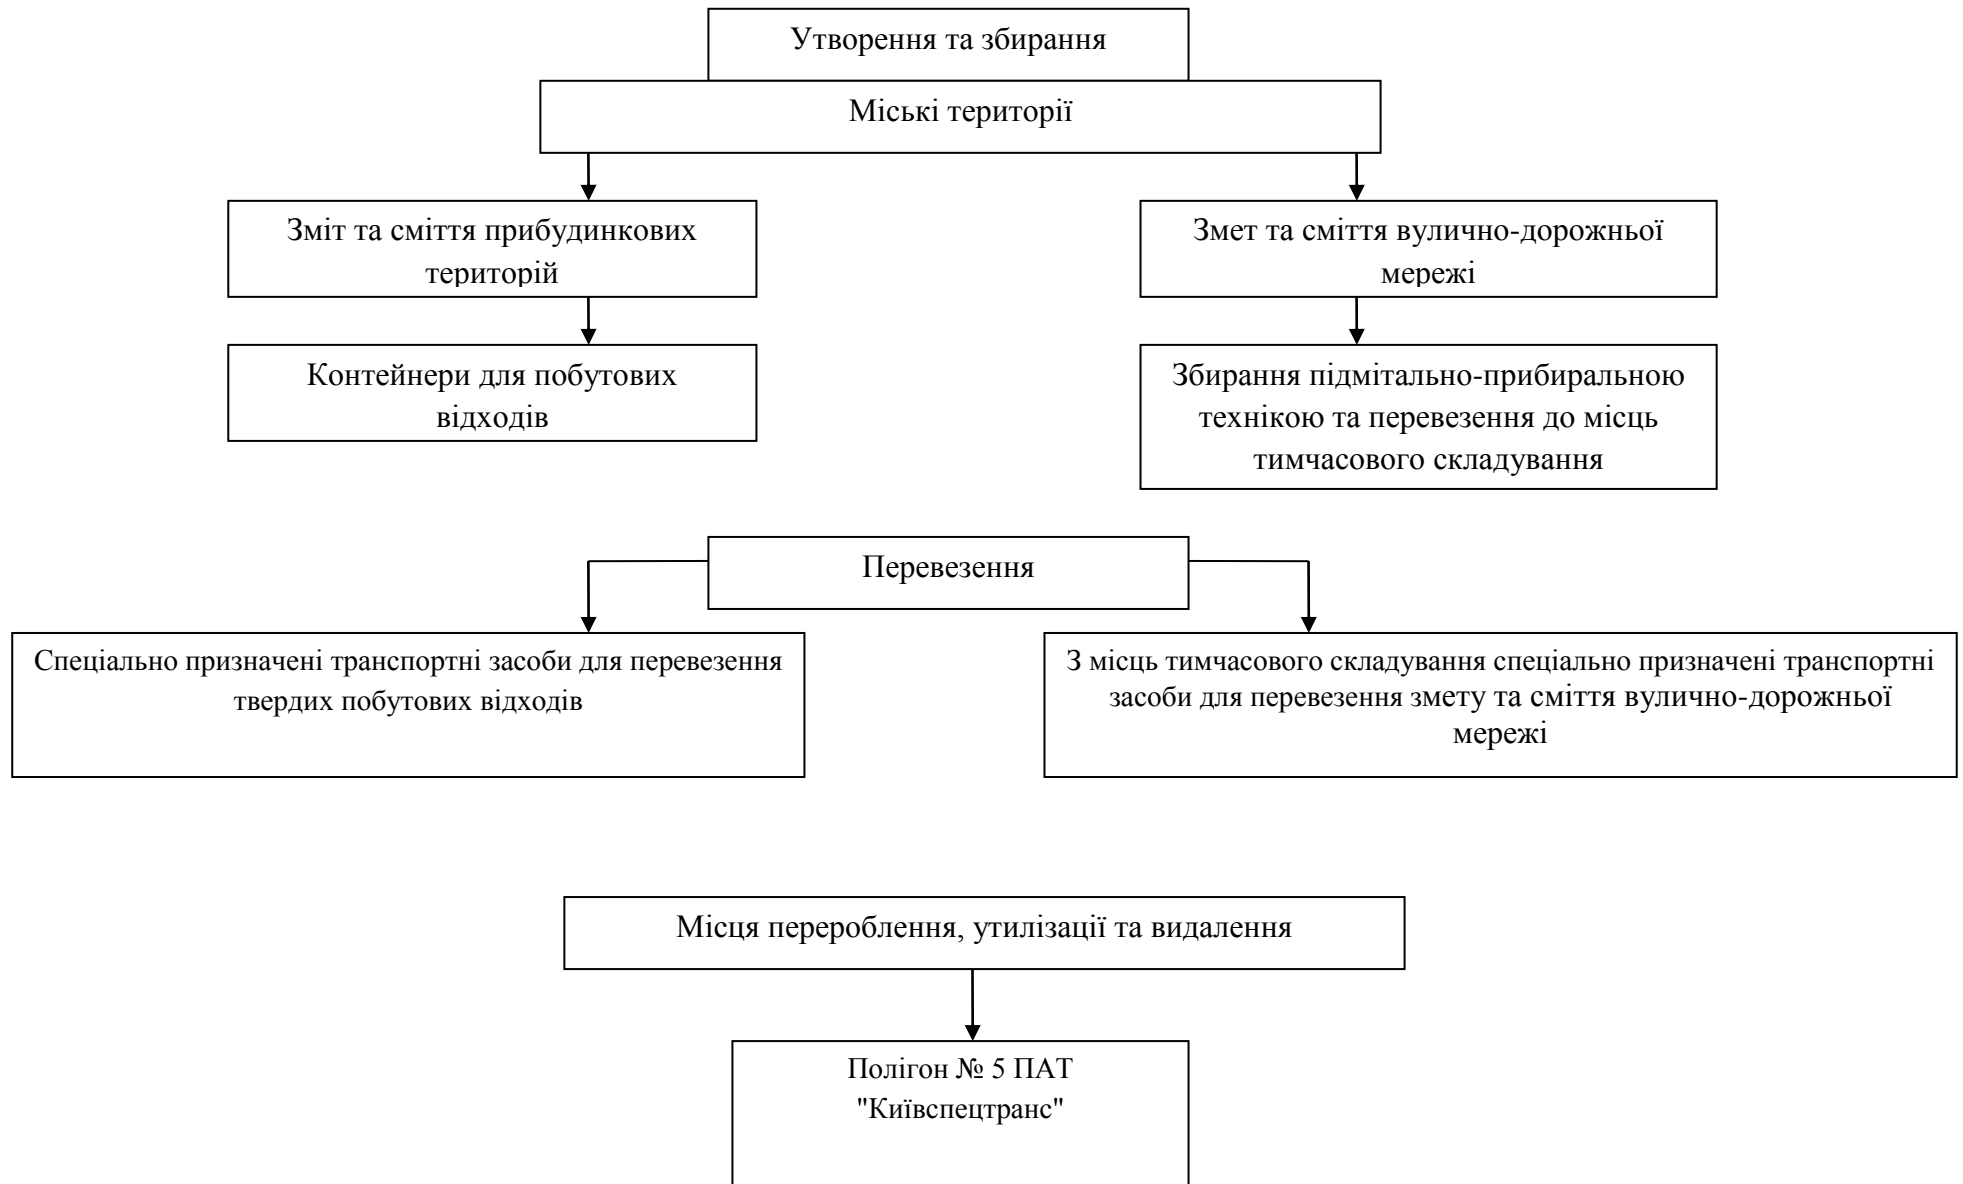 Утворення та збирання
Міські території
Зміт та сміття прибудинкових
територій
Змет та сміття вулично-дорожньої
мережі
Контейнери для побутових
відходів
Збирання підмітально-прибиральною
технікою та перевезення до місць
тимчасового складування
Перевезення
Спеціально призначені транспортні засоби для перевезення
твердих побутових відходів
З місць тимчасового складування спеціально призначені транспортні
засоби для перевезення змету та сміття вулично-дорожньої
мережі
Місця перероблення, утилізації та видалення
Полігон № 5 ПАТ
"Київспецтранс"